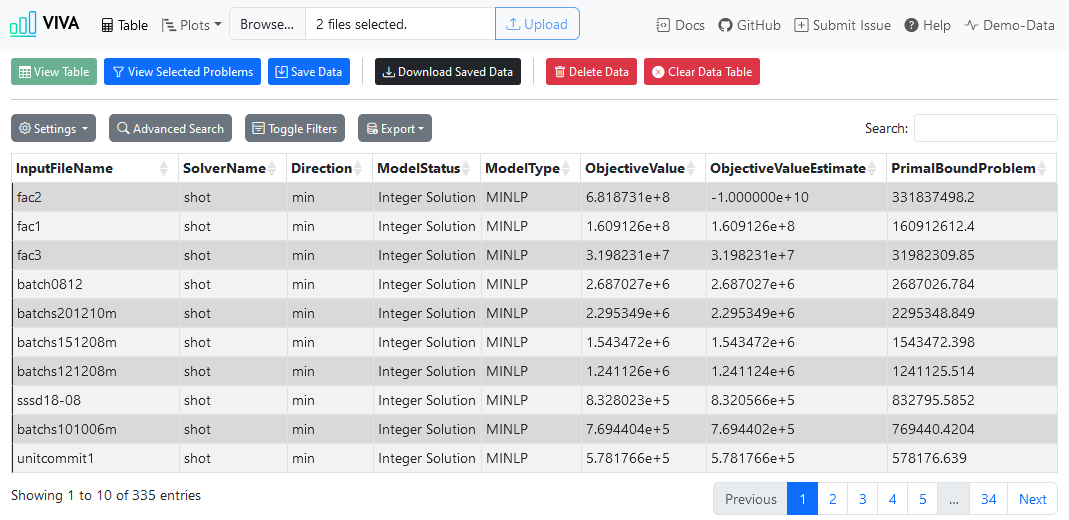 VIVA Table Plots Browse... 2 files selected. Upload Docs GitHub Submit Issue Help Demo-Data
View Table View Selected Problems Save Data Download Saved Data Delete Data Clear Data Table
Settings Advanced Search Toggle Filters Export Search:
InputFileName SolverName Direction ModelStatus ModelType ObjectiveValue ObjectiveValueEstimate PrimalBoundProblem
fac2 shot min Integer Solution MINLP 6.818731e+8 -1.000000e+10 331837498.2
fac1 shot min Integer Solution MINLP 1.609126e+8 1.609126e+8 160912612.4
fac3 shot min Integer Solution MINLP 3.198231e+7 3.198231e+7 31982309.85
batch0812 shot min Integer Solution MINLP 2.687027e+6 2.687027e+6 2687026.784
batchs201210m shot min Integer Solution MINLP 2.295349e+6 2.295349e+6 2295348.849
batchs151208m shot min Integer Solution MINLP 1.543472e+6 1.543472e+6 1543472.398
batchs121208m shot min Integer Solution MINLP 1.241126e+6 1.241124e+6 1241125.514
sssd18-08 shot min Integer Solution MINLP 8.328023e+5 8.320566e+5 832795.5852
batchs101006m shot min Integer Solution MINLP 7.694404e+5 7.694402e+5 769440.4204
unitcommit1 shot min Integer Solution MINLP 5.781766e+5 5.781766e+5 578176.639
Showing 1 to 10 of 335 entries Previous 1 2 3 4 5 ... 34 Next